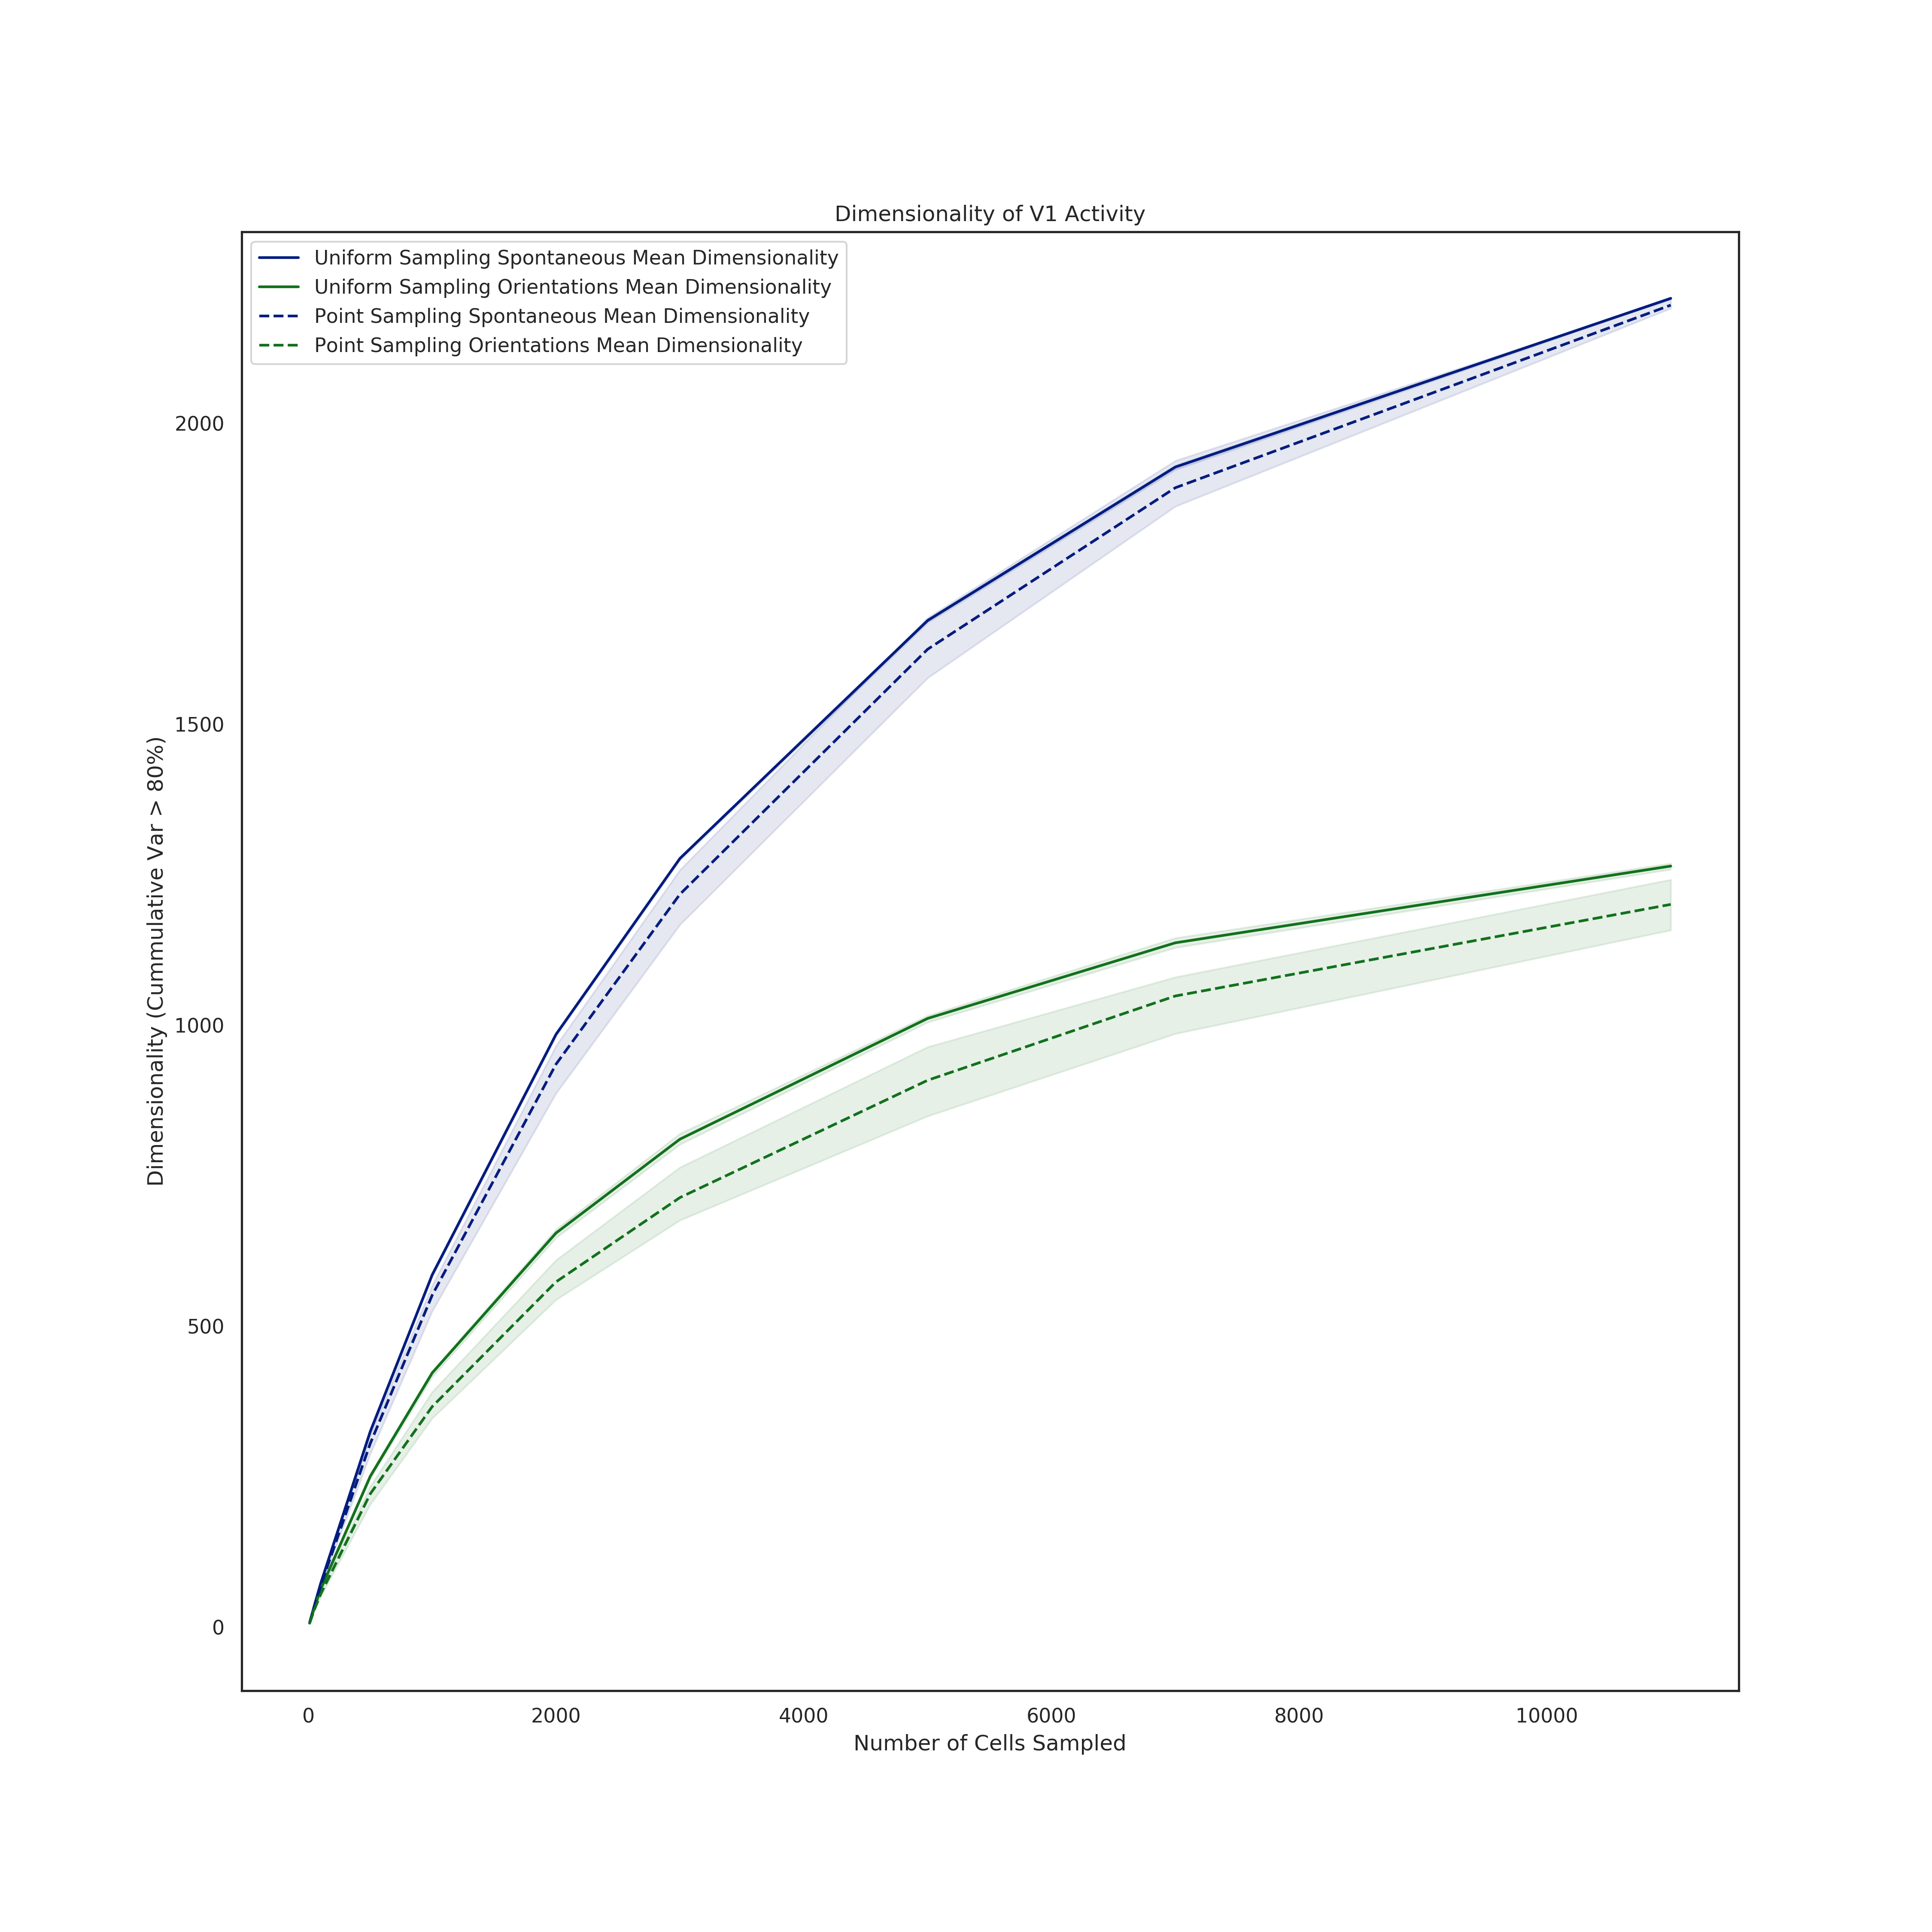 Dimensionality of V1 Activity
Uniform Sampling Spontaneous Mean Dimensionality
Uniform Sampling Orientations Mean Dimensionality
Point Sampling Spontaneous Mean Dimensionality
Point Sampling Orientations Mean Dimensionality
Dimensionality (Cummulative Var > 80%)
2000
1500
1000
500
0
0 2000 4000 6000 8000 10000
Number of Cells Sampled